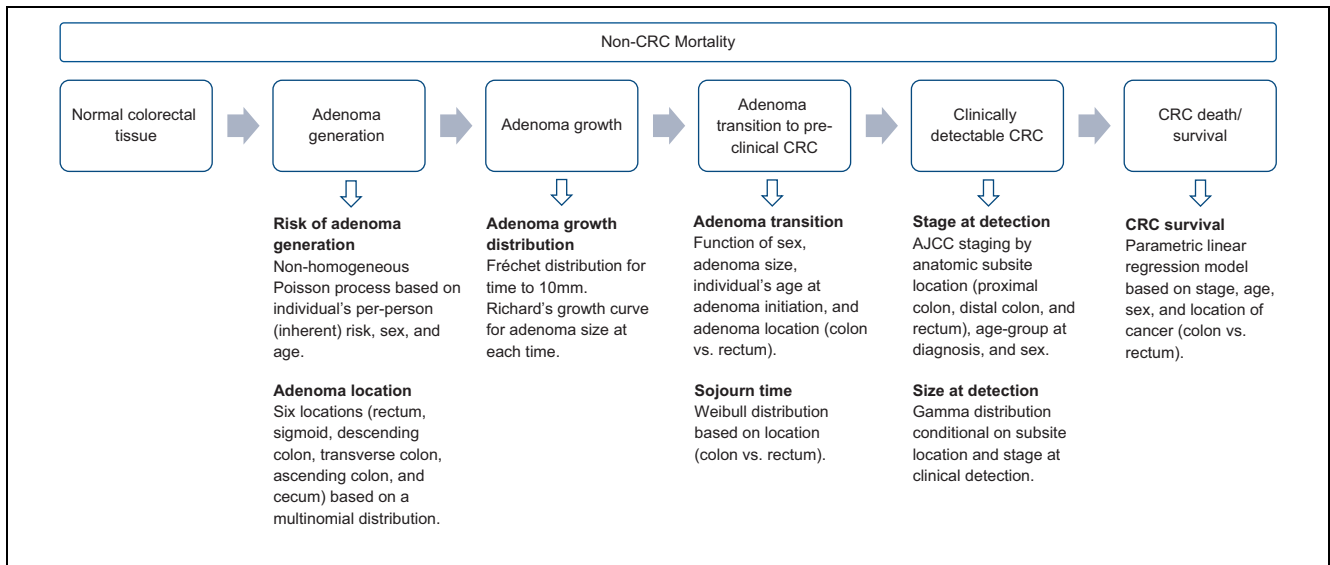 Non-CRC Mortality
Normal colorectal
tissue
Adenoma
generation
Adenoma growth
Adenoma
transition to pre-
clinical CRC
Clinically
detectable CRC
CRC death/
survival
Risk of adenoma
generation
Non-homogeneous
Poisson process based on
individual's per-person
(inherent) risk, sex, and
age.
Adenoma location
Six locations (rectum,
sigmoid, descending
colon, transverse colon,
ascending colon, and
cecum) based on a
multinomial distribution.
Adenoma growth
distribution
Fréchet distribution for
time to 10mm.
Richard's growth curve
for adenoma size at
each time.
Adenoma transition
Function of sex,
adenoma size,
individual's age at
adenoma initiation, and
adenoma location (colon
vs. rectum).
Sojourn time
Weibull distribution
based on location
(colon vs. rectum).
Stage at detection
AJCC staging by
anatomic subsite
location (proximal
colon, distal colon, and
rectum), age-group at
diagnosis, and sex.
Size at detection
Gamma distribution
conditional on subsite
location and stage at
clinical detection.
CRC survival
Parametric linear
regression model
based on stage, age,
sex, and location of
cancer (colon vs.
rectum).